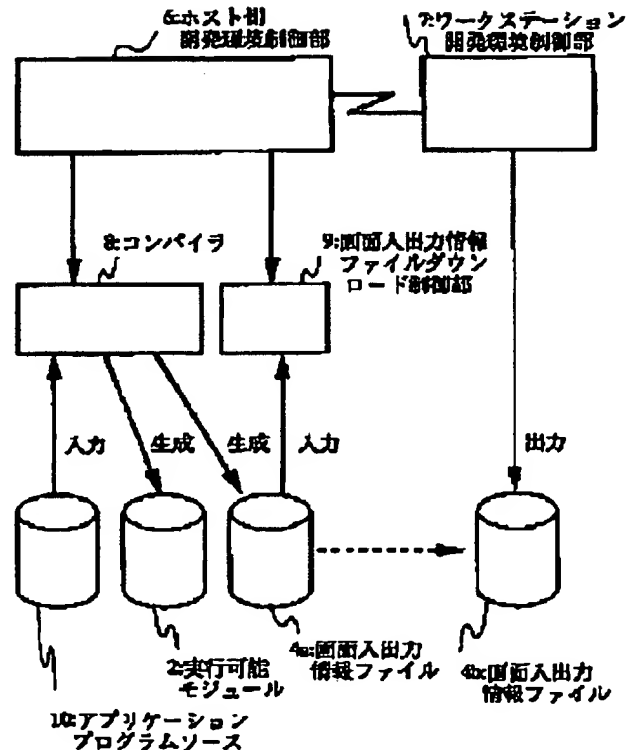 6:ホスト側
開発環境制御部
7:ワークステーション
開発環境制御部
8:コンパイラ
9:画面入出力情報
ファイルダウン
ロード制御部
入力
生成
生成
入力
出力
10:アプリケーション
プログラムソース
2:実行可能
モジュール
4a:画面入出力
情報ファイル
4b:画面入出力
情報ファイル